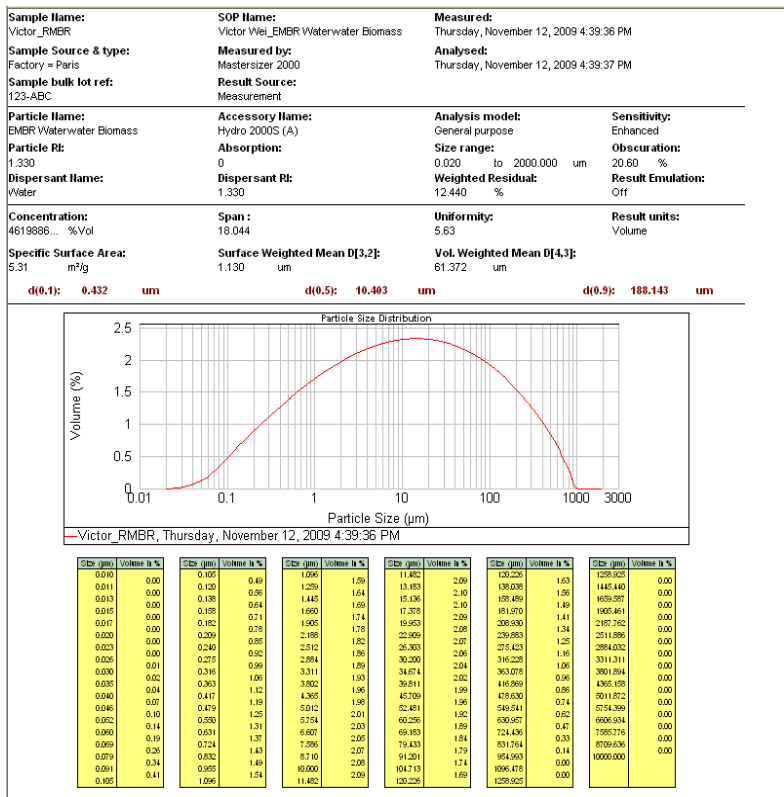 Sample Name: SOP Name: Measured:
Victor_RMBR Victor Wei_EMBR Waterwater Biomass Thursday, November 12, 2009 4:39:36 PM
Sample Source & type: Measured by: Analysed:
Factory = Paris Mastersizer 2000 Thursday, November 12, 2009 4:39:37 PM
Sample bulk lot ref: Result Source:
123-ABC Measurement
Particle Name: Accessory Name: Analysis model: Sensitivity:
EMBR Waterwater Biomass Hydro 2000S (A) General purpose Enhanced
Particle RI: Absorption: Size range: Obscuration:
1.330 0 0.020 to 2000.000 um 20.60 %
Dispersant Name: Dispersant RI: Weighted Residual: Result Emulation:
Water 1.330 12.440 % Off
Concentration: Span : Uniformity: Result units:
4619886... %Vol 18.044 5.63 Volume
Specific Surface Area: Surface Weighted Mean D[3,2]: Vol. Weighted Mean D[4,3]:
5.31 m²/g 1.130 um 61.372 um
d(0.1): 0.432 um d(0.5): 10.403 um d(0.9): 188.143 um
Particle Size Distribution
Volume (%)
2.5
2
1.5
1
0.5
0
0.01 0.1 1 10 100 1000 3000
Particle Size (µm)
Victor_RMBR, Thursday, November 12, 2009 4:39:36 PM
Size (µm) Volume In % Size (µm) Volume In % Size (µm) Volume In % Size (µm) Volume In % Size (µm) Volume In % Size (µm) Volume In %
0.010 0.105 1.096 11.482 120.226 1258.925
0.00 0.49 1.59 2.09 1.63 0.00
0.011 0.120 1.259 13.183 138.038 1445.440
0.00 0.56 1.64 2.10 1.56 0.00
0.013 0.138 1.445 15.136 158.489 1659.587
0.00 0.64 1.69 2.10 1.49 0.00
0.015 0.158 1.660 17.378 181.970 1905.461
0.00 0.71 1.74 2.09 1.41 0.00
0.017 0.182 1.905 19.953 208.930 2187.762
0.00 0.78 1.78 2.08 1.34 0.00
0.020 0.209 2.188 22.909 239.883 2511.886
0.00 0.85 1.82 2.07 1.25 0.00
0.023 0.240 2.512 26.303 275.423 2884.032
0.00 0.92 1.86 2.06 1.16 0.00
0.026 0.275 2.884 30.200 316.228 3311.311
0.01 0.99 1.89 2.04 1.06 0.00
0.030 0.316 3.311 34.674 363.078 3801.894
0.02 1.06 1.93 2.02 0.96 0.00
0.035 0.363 3.802 39.811 416.869 4365.158
0.04 1.12 1.96 1.99 0.86 0.00
0.040 0.417 4.365 45.709 478.630 5011.872
0.07 1.19 1.98 1.96 0.74 0.00
0.046 0.479 5.012 52.481 549.541 5754.399
0.10 1.25 2.01 1.92 0.62 0.00
0.052 0.550 5.754 60.256 630.957 6606.934
0.14 1.31 2.03 1.89 0.47 0.00
0.060 0.631 6.607 69.183 724.436 7585.776
0.19 1.37 2.05 1.84 0.33 0.00
0.069 0.724 7.586 79.433 831.764 8709.636
0.26 1.43 2.07 1.79 0.14 0.00
0.079 0.832 8.710 91.201 954.993 10000.000
0.34 1.49 2.08 1.74 0.00
0.091 0.955 10.000 104.713 1096.478
0.41 1.54 2.09 1.69 0.00
0.105 1.096 11.482 120.226 1258.925